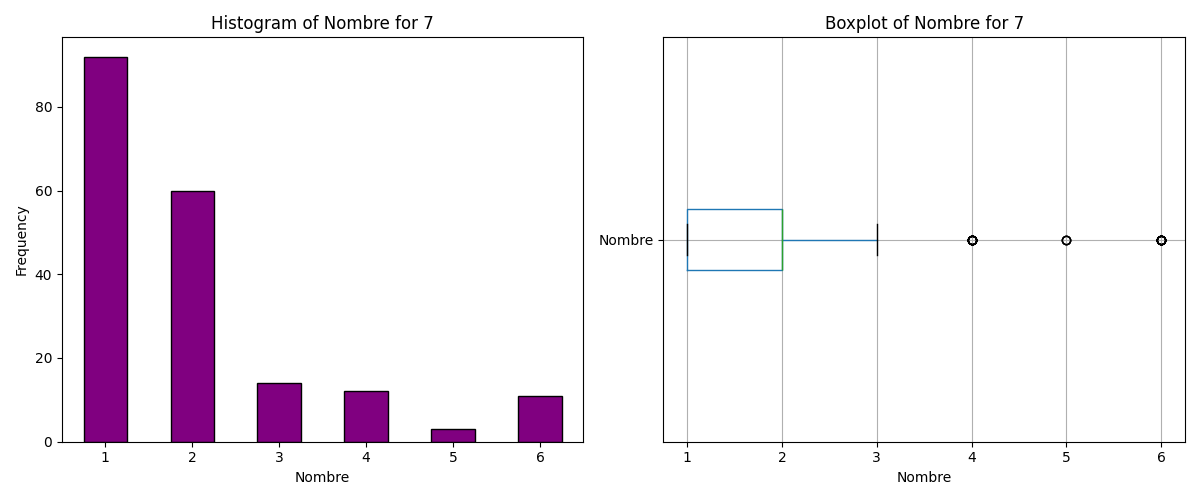 Histogram of Nombre for 7
Frequency
80
60
40
20
0
1 2 3 4 5 6
Nombre
Boxplot of Nombre for 7
Nombre
1 2 3 4 5 6
Nombre